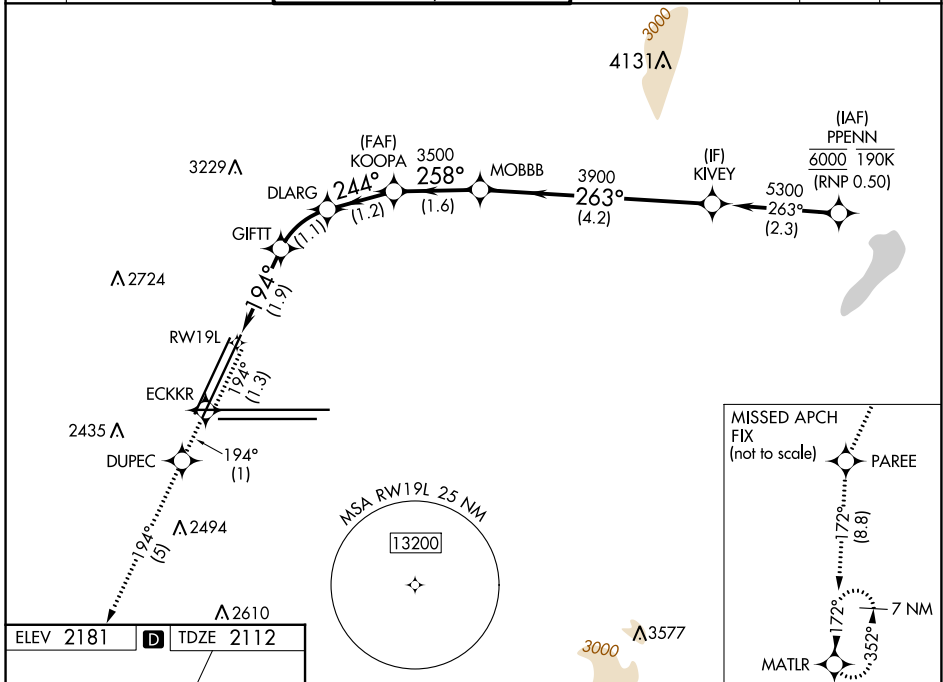 3000
4131
(IAF)
PPENN
6000 190K
(RNP 0.50)
(FAF)
KOOPA
3500
258°
(1.6)
MOBBB
3900
263°
(4.2)
(IF)
KIVEY
5300
263°
(2.3)
3229
DLARG
244°
(1.2)
GIFTT
(1.1)
2724
194°
(1.9)
RW19L
194°
(1.3)
ECKKR
2435
DUPEC
194°
(1)
2494
194°
(5)
2610
MSA RW19L 25 NM
13200
3577
3000
MISSED APCH
FIX
(not to scale)
PAREE
172°
(8.8)
172°
352°
7 NM
MATLR
ELEV 2181 D TDZE 2112